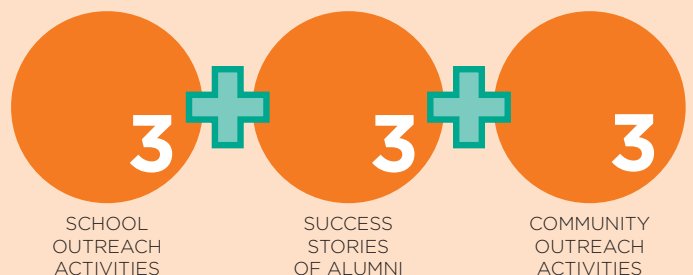 3
SCHOOL
OUTREACH
ACTIVITIES
3
SUCCESS
STORIES
OF ALUMNI
3
COMMUNITY
OUTREACH
ACTIVITIES